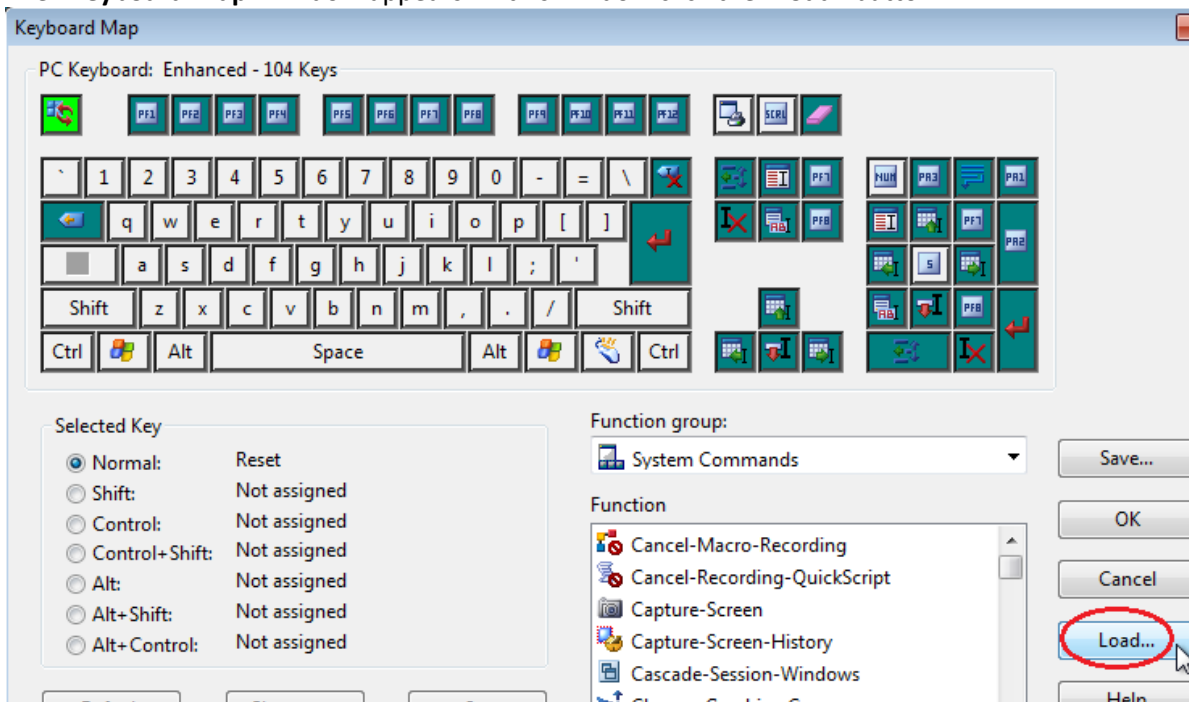 Keyboard Map
PC Keyboard: Enhanced - 104 Keys
PF1 PF2 PF3 PF4 PF5 PF6 PF7 PF8 PF9 PF10 PF11 PF12 SCRL
` 1 2 3 4 5 6 7 8 9 0 - = \ PF7 NUM PA3 PA1
q w e r t y u i o p [ ] PF8 PF7 PA2
a s d f g h j k l ; ' 5
Shift z x c v b n m , . / Shift PF8
Ctrl Alt Space Alt Ctrl
Selected Key
Normal: Reset
Shift: Not assigned
Control: Not assigned
Control+Shift: Not assigned
Alt: Not assigned
Alt+Shift: Not assigned
Alt+Control: Not assigned
Function group:
System Commands
Function
Cancel-Macro-Recording
Cancel-Recording-QuickScript
Capture-Screen
Capture-Screen-History
Cascade-Session-Windows
Save...
OK
Cancel
Load...
Help